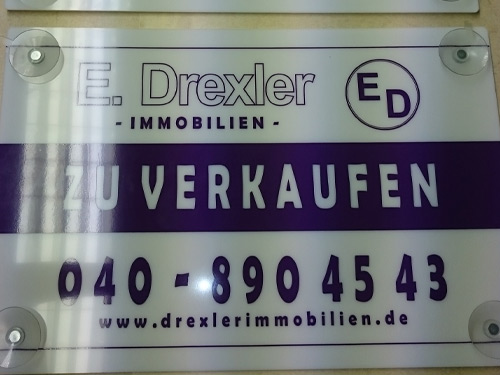 E. Drexler
- IMMOBILIEN -
ED
ZU VERKAUFEN
040 - 890 45 43
www.drexlerimmobilien.de